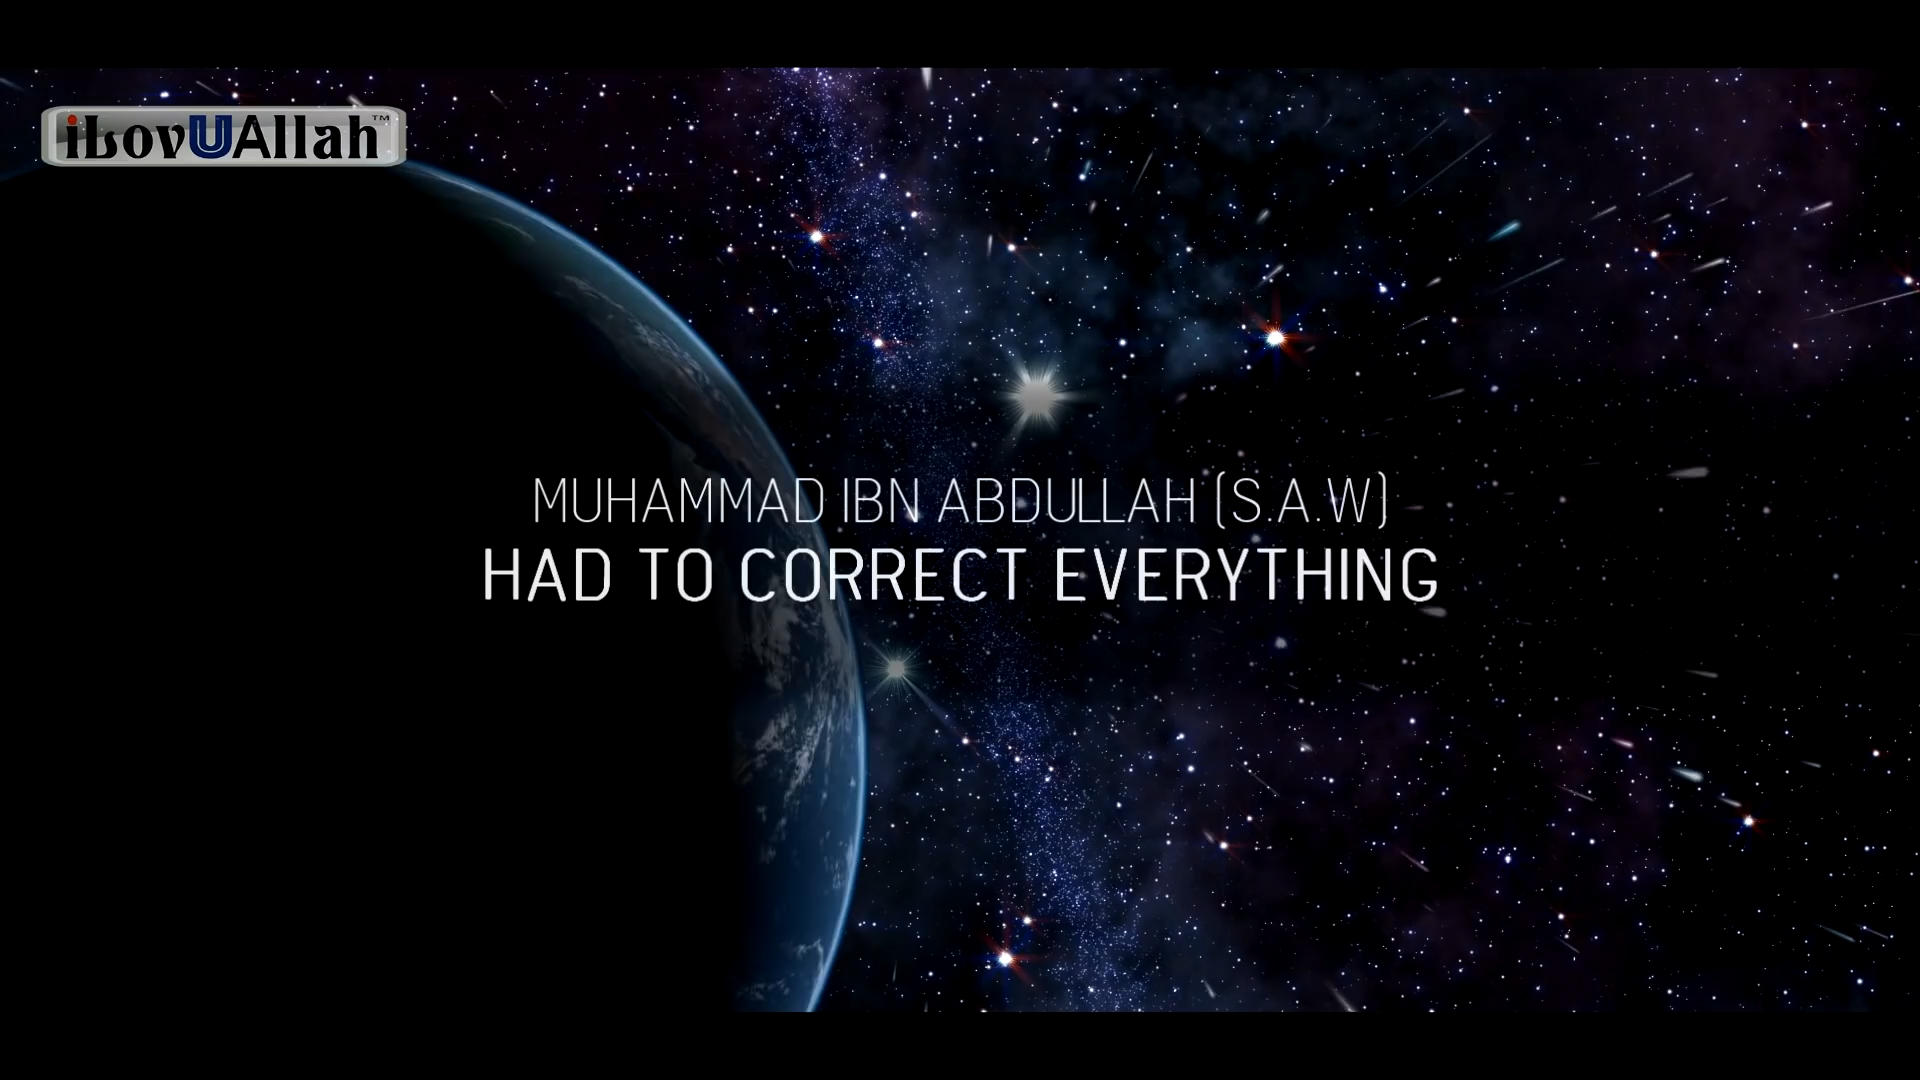 iLovUAllah™
MUHAMMAD IBN ABDULLAH (S.A.W)
HAD TO CORRECT EVERYTHING